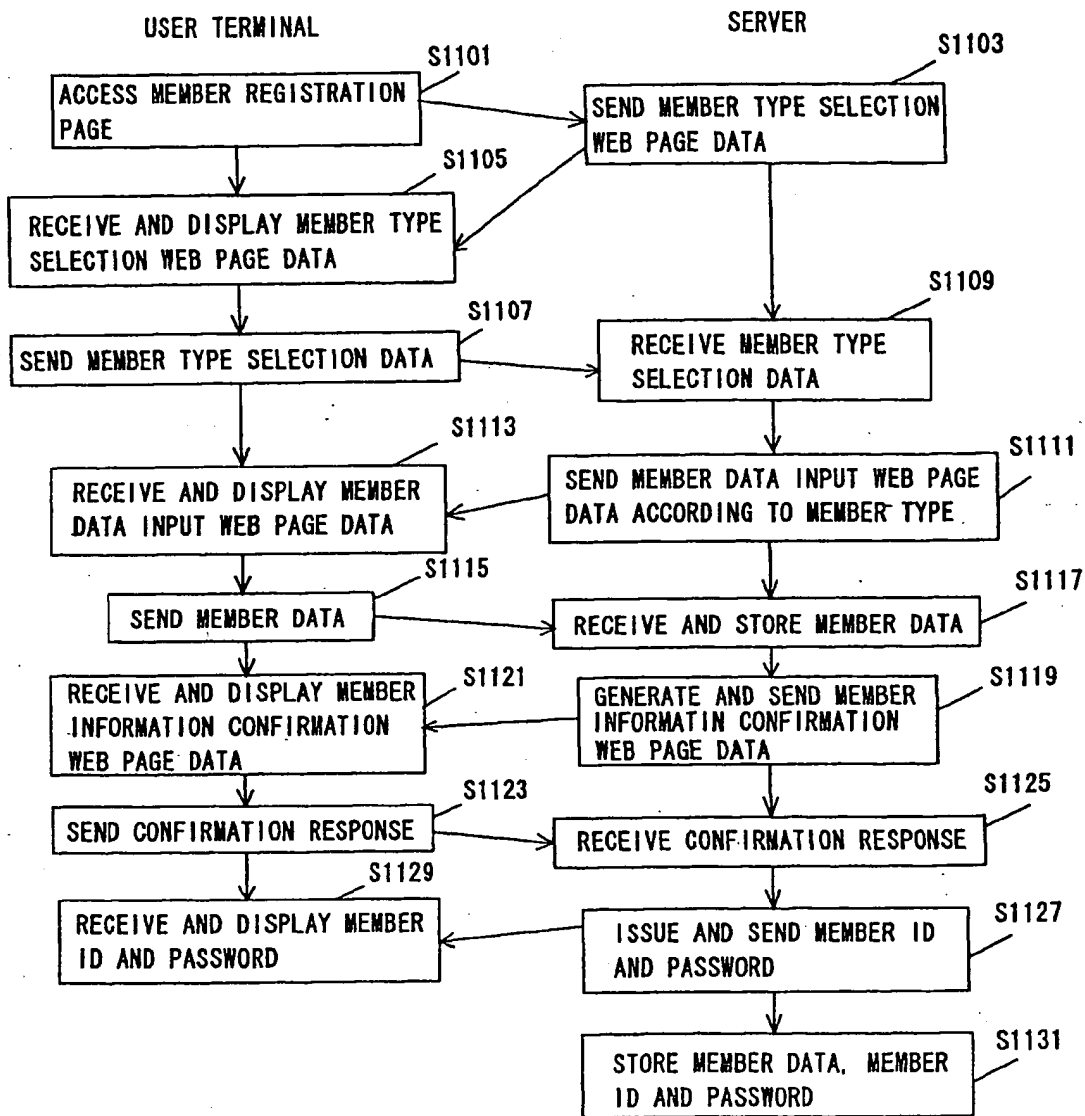 USER TERMINAL
SERVER
S1101
ACCESS MEMBER REGISTRATION
PAGE
S1103
SEND MEMBER TYPE SELECTION
WEB PAGE DATA
S1105
RECEIVE AND DISPLAY MEMBER TYPE
SELECTION WEB PAGE DATA
S1107
SEND MEMBER TYPE SELECTION DATA
S1109
RECEIVE MEMBER TYPE
SELECTION DATA
S1113
RECEIVE AND DISPLAY MEMBER
DATA INPUT WEB PAGE DATA
S1111
SEND MEMBER DATA INPUT WEB PAGE
DATA ACCORDING TO MEMBER TYPE
S1115
SEND MEMBER DATA
S1117
RECEIVE AND STORE MEMBER DATA
S1121
RECEIVE AND DISPLAY MEMBER
INFORMATION CONFIRMATION
WEB PAGE DATA
S1119
GENERATE AND SEND MEMBER
INFORMATIN CONFIRMATION
WEB PAGE DATA
S1123
SEND CONFIRMATION RESPONSE
S1125
RECEIVE CONFIRMATION RESPONSE
S1129
RECEIVE AND DISPLAY MEMBER
ID AND PASSWORD
S1127
ISSUE AND SEND MEMBER ID
AND PASSWORD
S1131
STORE MEMBER DATA, MEMBER
ID AND PASSWORD